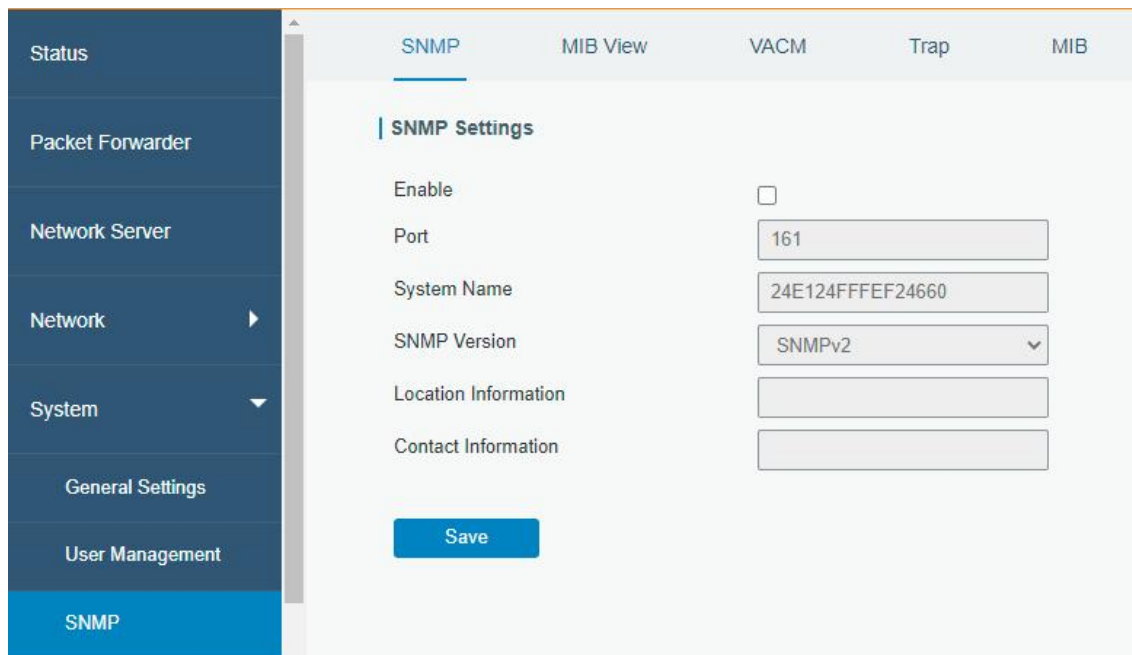 Status
Packet Forwarder
Network Server
Network
System
General Settings
User Management
SNMP
SNMP MIB View VACM Trap MIB
SNMP Settings
Enable
Port 161
System Name 24E124FFFEF24660
SNMP Version SNMPv2
Location Information
Contact Information
Save